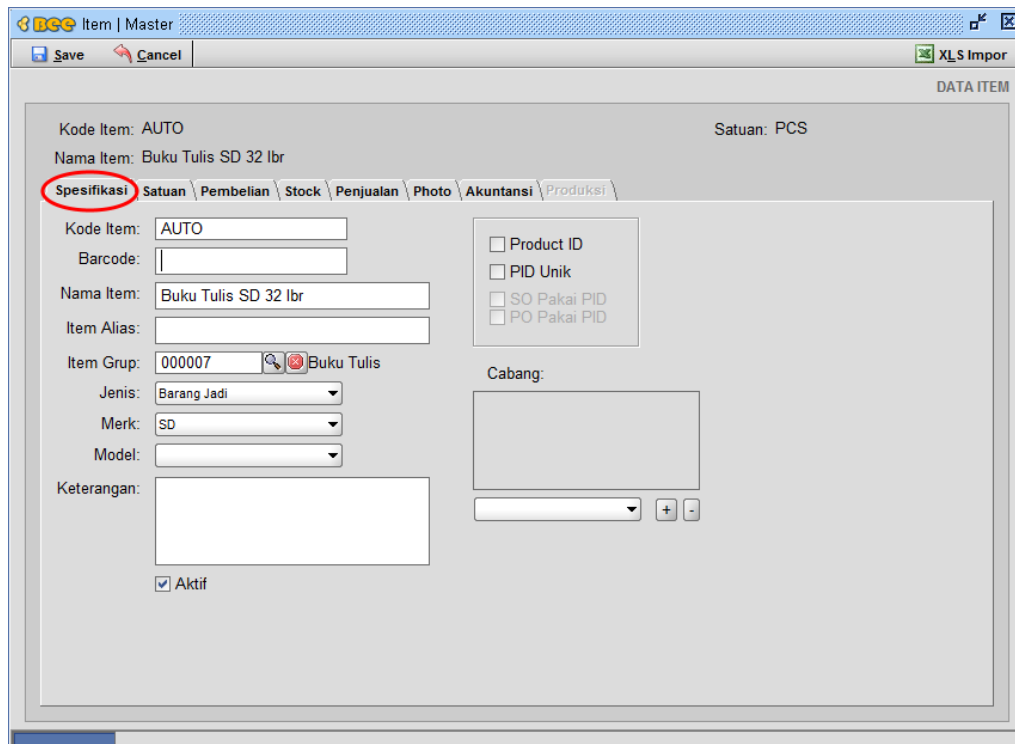 Bee Item | Master
Save Cancel XLS Impor
DATA ITEM
Kode Item: AUTO Satuan: PCS
Nama Item: Buku Tulis SD 32 lbr
Spesifikasi Satuan Pembelian Stock Penjualan Photo Akuntansi Produksi
Kode Item: AUTO
Barcode:
Nama Item: Buku Tulis SD 32 lbr
Item Alias:
Item Grup: 000007 Buku Tulis
Jenis: Barang Jadi
Merk: SD
Model:
Keterangan:
Aktif
Product ID
PID Unik
SO Pakai PID
PO Pakai PID
Cabang:
+ -